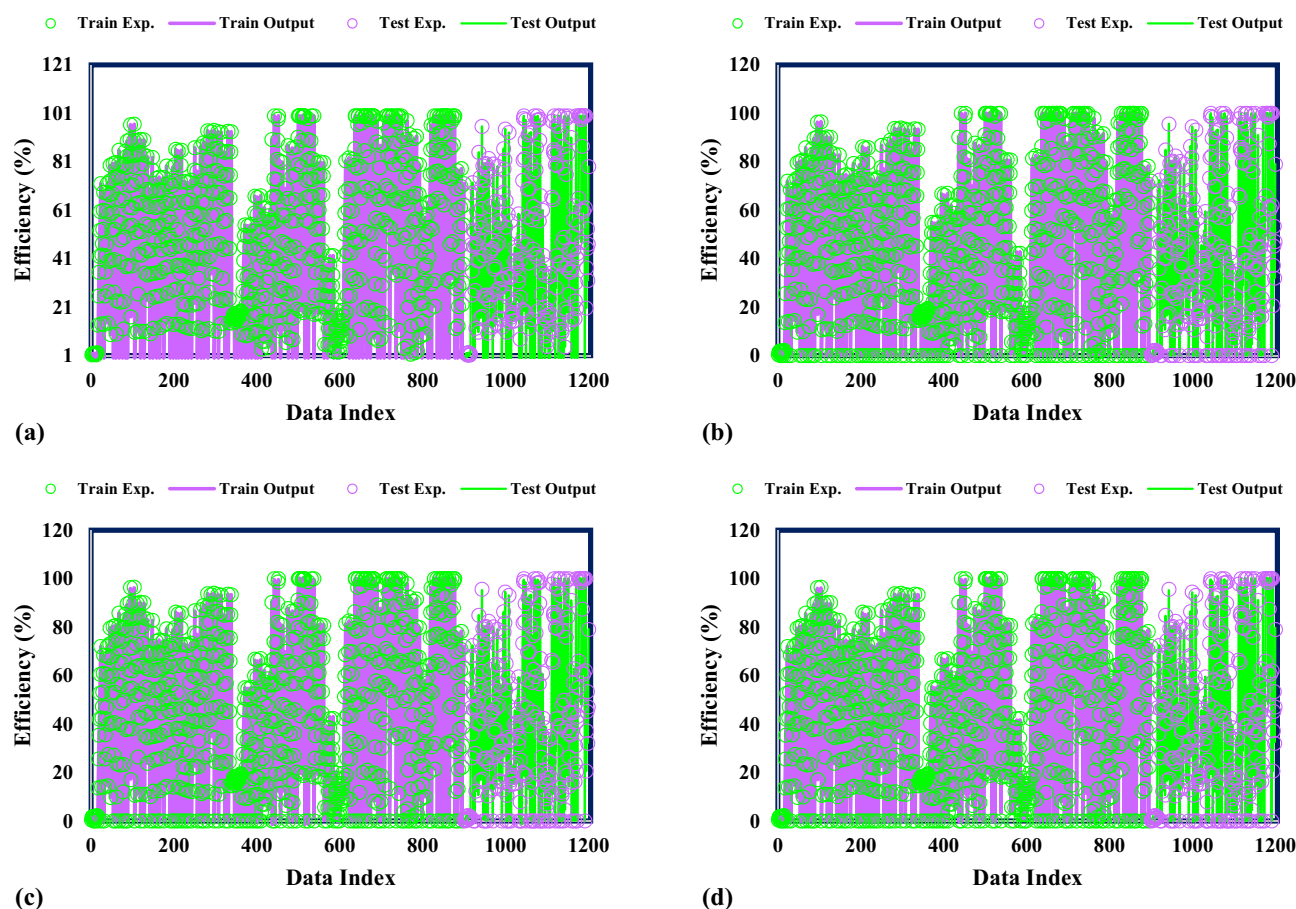 Train Exp. Train Output Test Exp. Test Output
121
101
81
61
41
21
1
Efficiency (%)
0 200 400 600 800 1000 1200
Data Index
(a)
Train Exp. Train Output Test Exp. Test Output
120
100
80
60
40
20
0
Efficiency (%)
0 200 400 600 800 1000 1200
Data Index
(b)
Train Exp. Train Output Test Exp. Test Output
120
100
80
60
40
20
0
Efficiency (%)
0 200 400 600 800 1000 1200
Data Index
(c)
Train Exp. Train Output Test Exp. Test Output
120
100
80
60
40
20
0
Efficiency (%)
0 200 400 600 800 1000 1200
Data Index
(d)